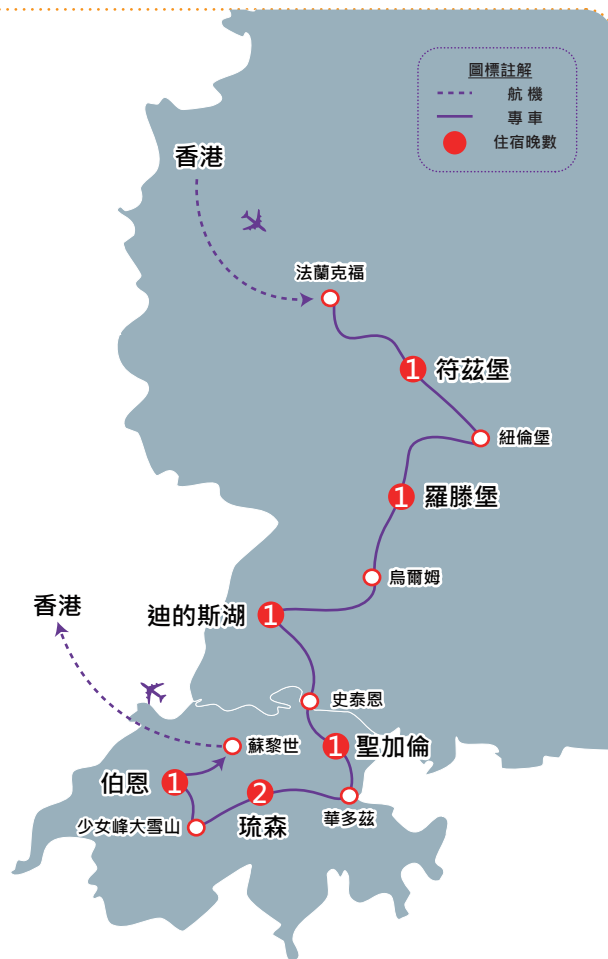 圖標註解
航機
專車
住宿晚數
香港
法蘭克福
1 符茲堡
紐倫堡
1 羅滕堡
烏爾姆
香港
迪的斯湖 1
史泰恩
蘇黎世
1 聖加倫
伯恩 1
2
華多茲
少女峰大雪山
琉森